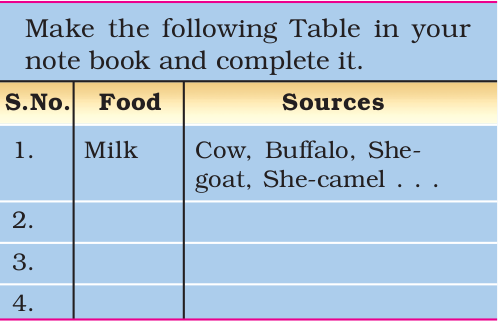 Make the following Table in your
note book and complete it.
S.No. Food Sources
1. Milk Cow, Buffalo, She-
goat, She-camel . . .
2.
3.
4.